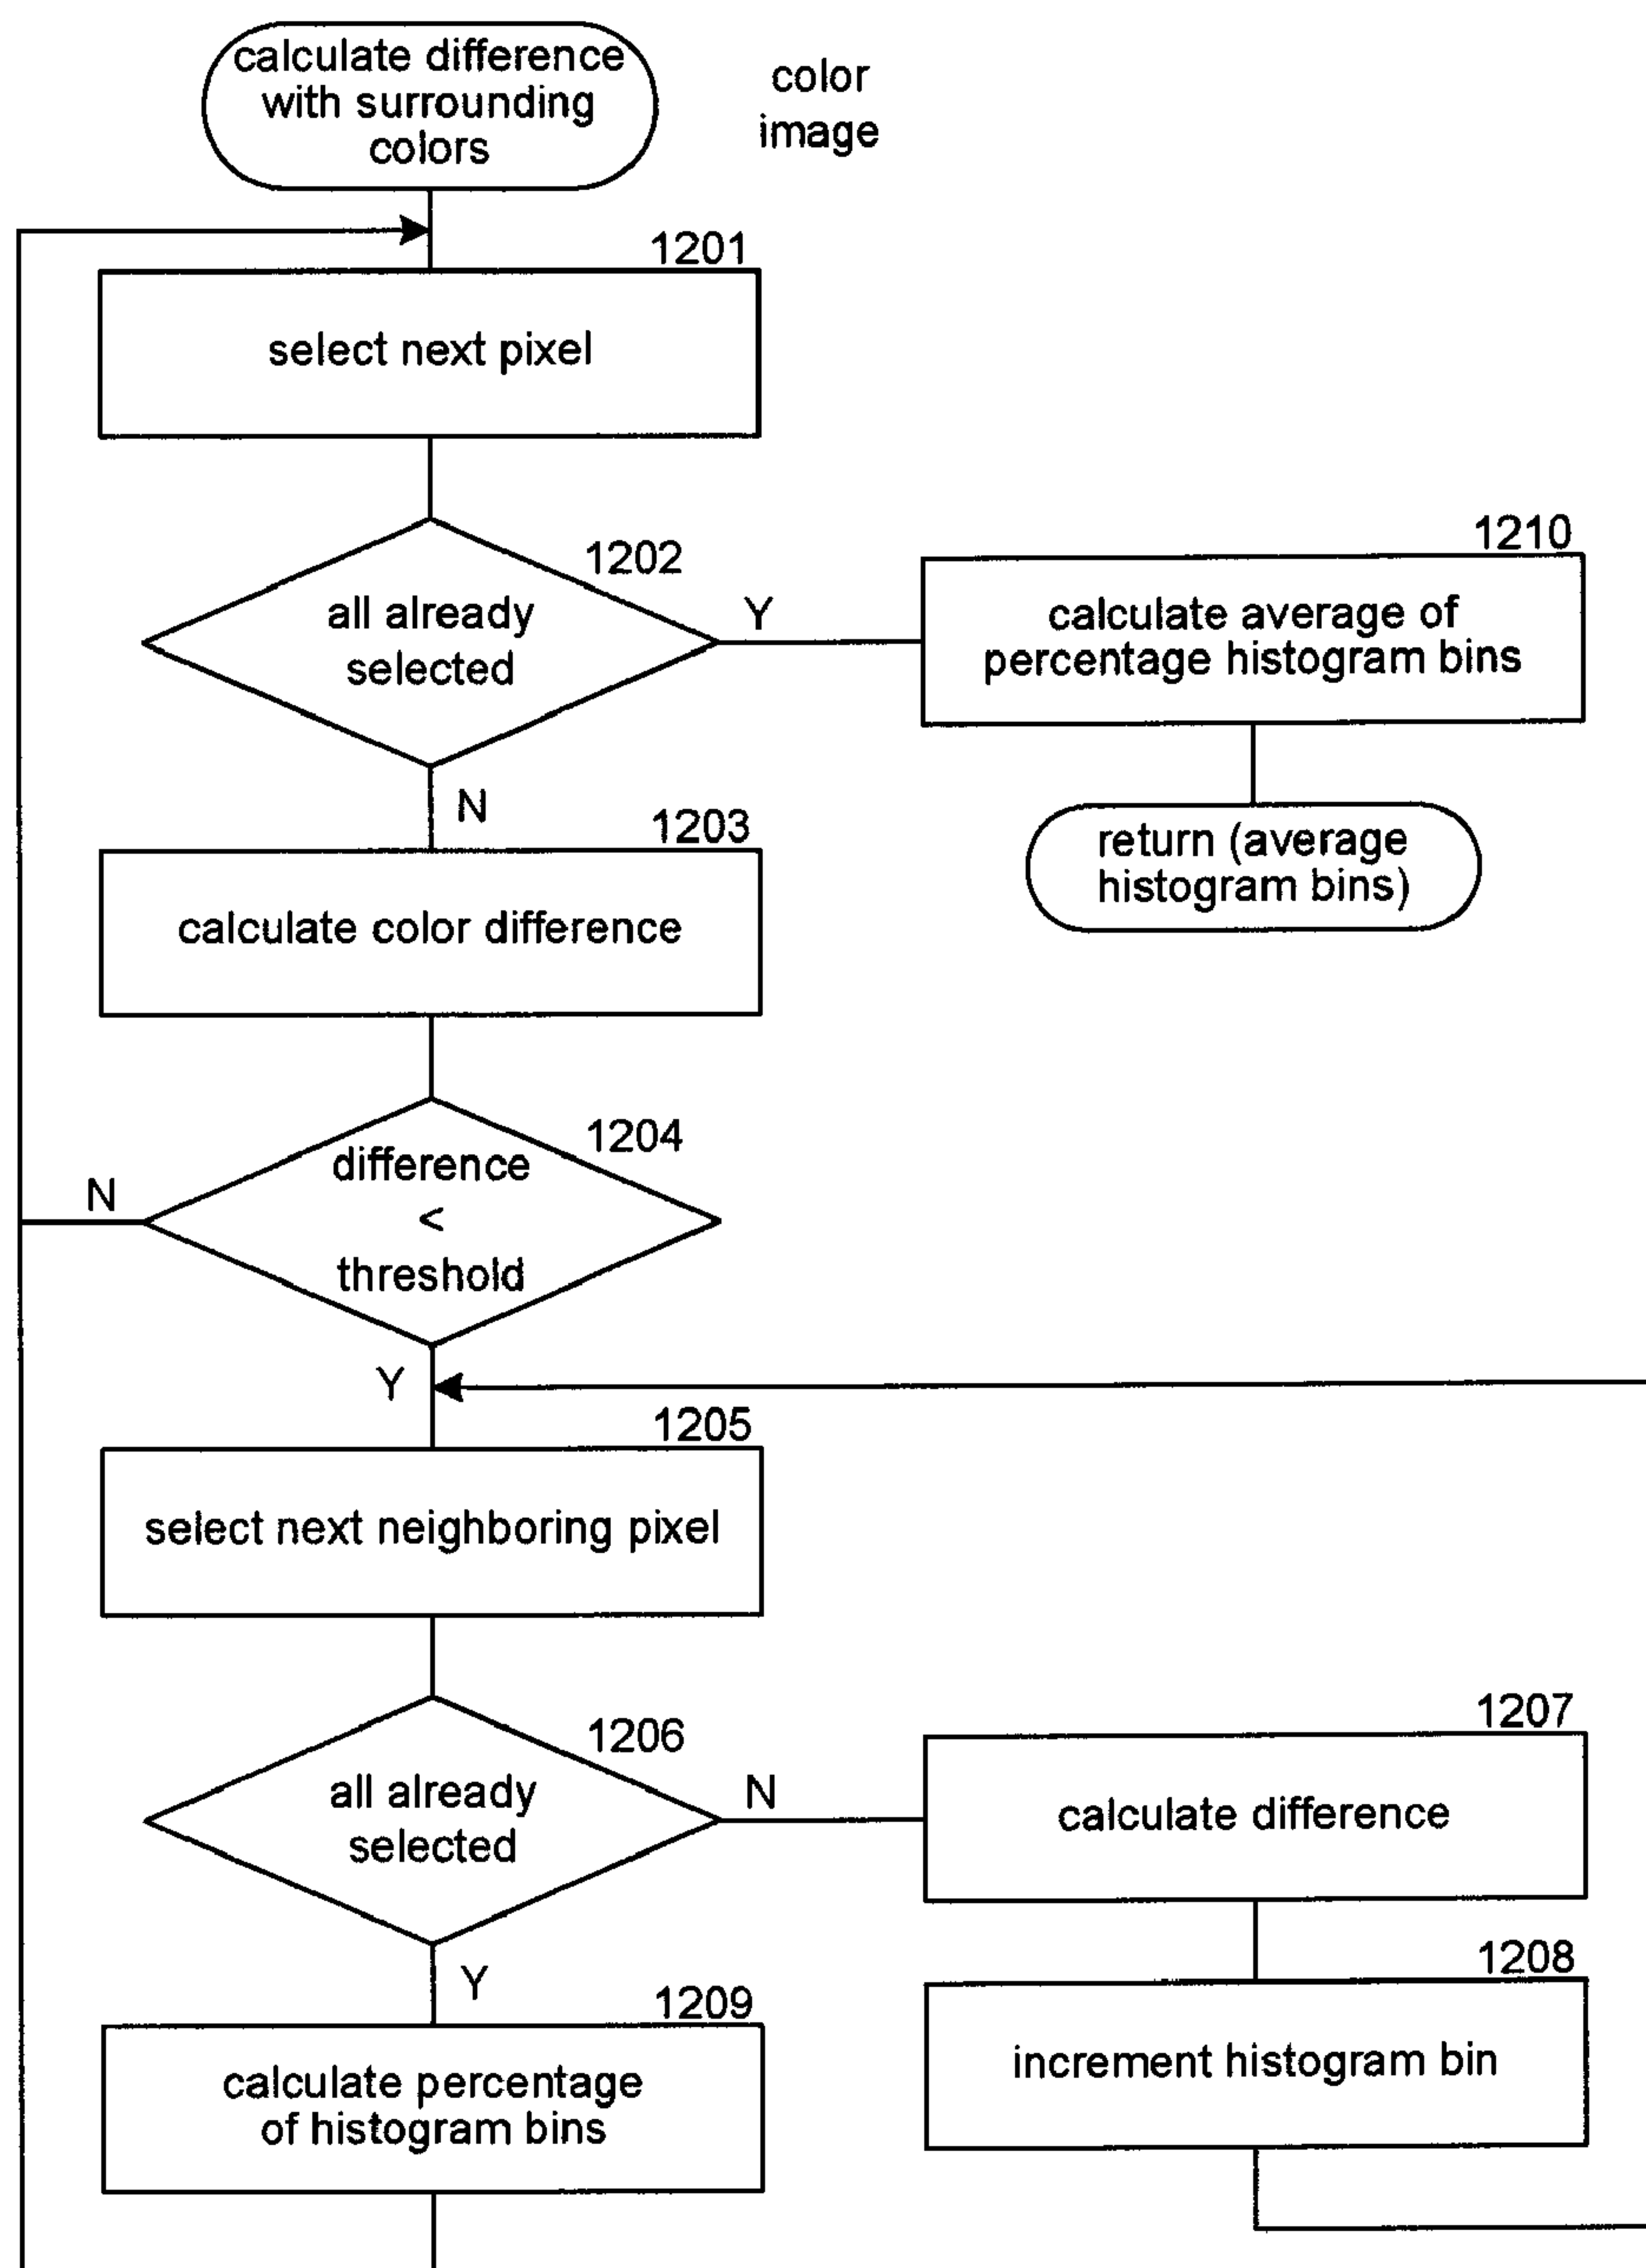 calculate difference
with surrounding
colors
color
image
1201
select next pixel
1202
all already
selected
Y
N
1210
calculate average of
percentage histogram bins
return (average
histogram bins)
1203
calculate color difference
1204
difference
<
threshold
N
Y
1205
select next neighboring pixel
1206
all already
selected
N
Y
1207
calculate difference
1208
increment histogram bin
1209
calculate percentage
of histogram bins